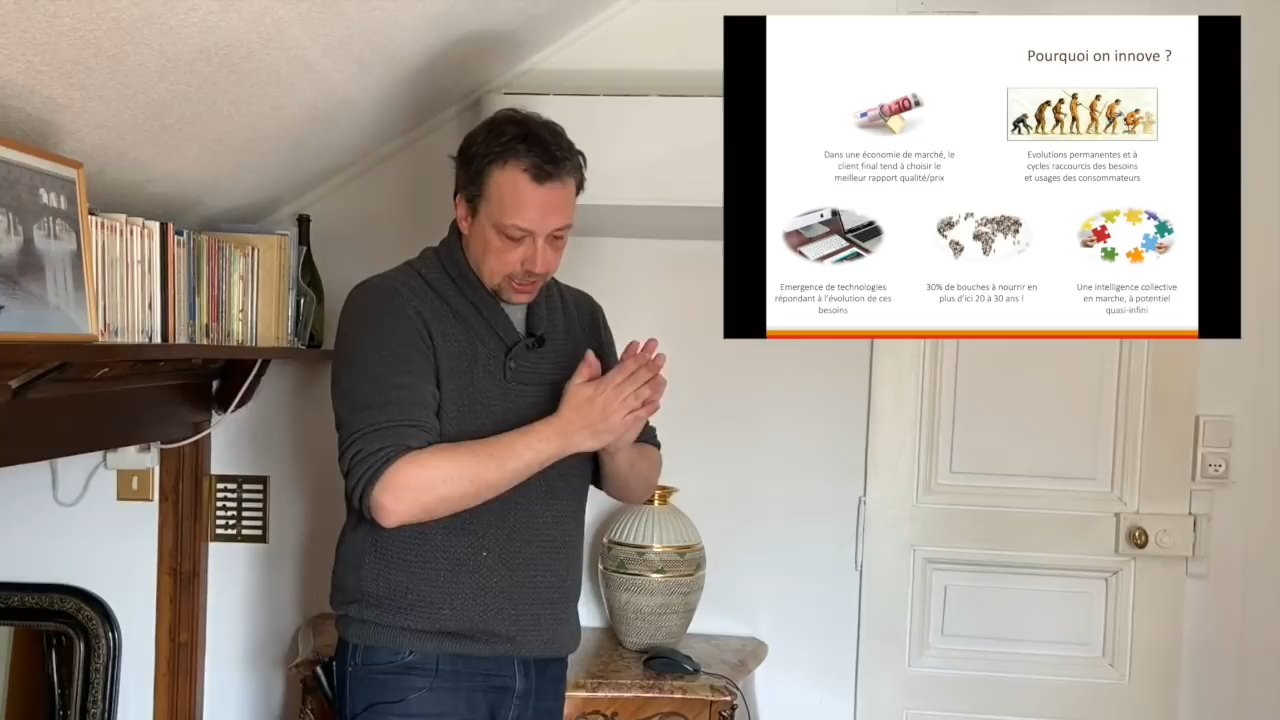 Pourquoi on innove ?
10
Dans une économie de marché, le
client final tend à choisir le
meilleur rapport qualité/prix
Evolutions permanentes et à
cycles raccourcis des besoins
et usages des consommateurs
Emergence de technologies
répondant à l'évolution de ces
besoins
30% de bouches à nourrir en
plus d'ici 20 à 30 ans !
Une intelligence collective
en marche, à potentiel
quasi-infini